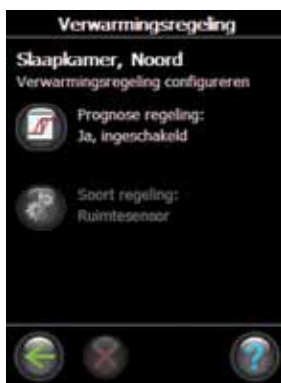 Verwarmingsregeling
Slaapkamer, Noord
Verwarmingsregeling configureren
Prognose regeling:
Ja, ingeschakeld
Soort regeling:
Ruimtesensor
?